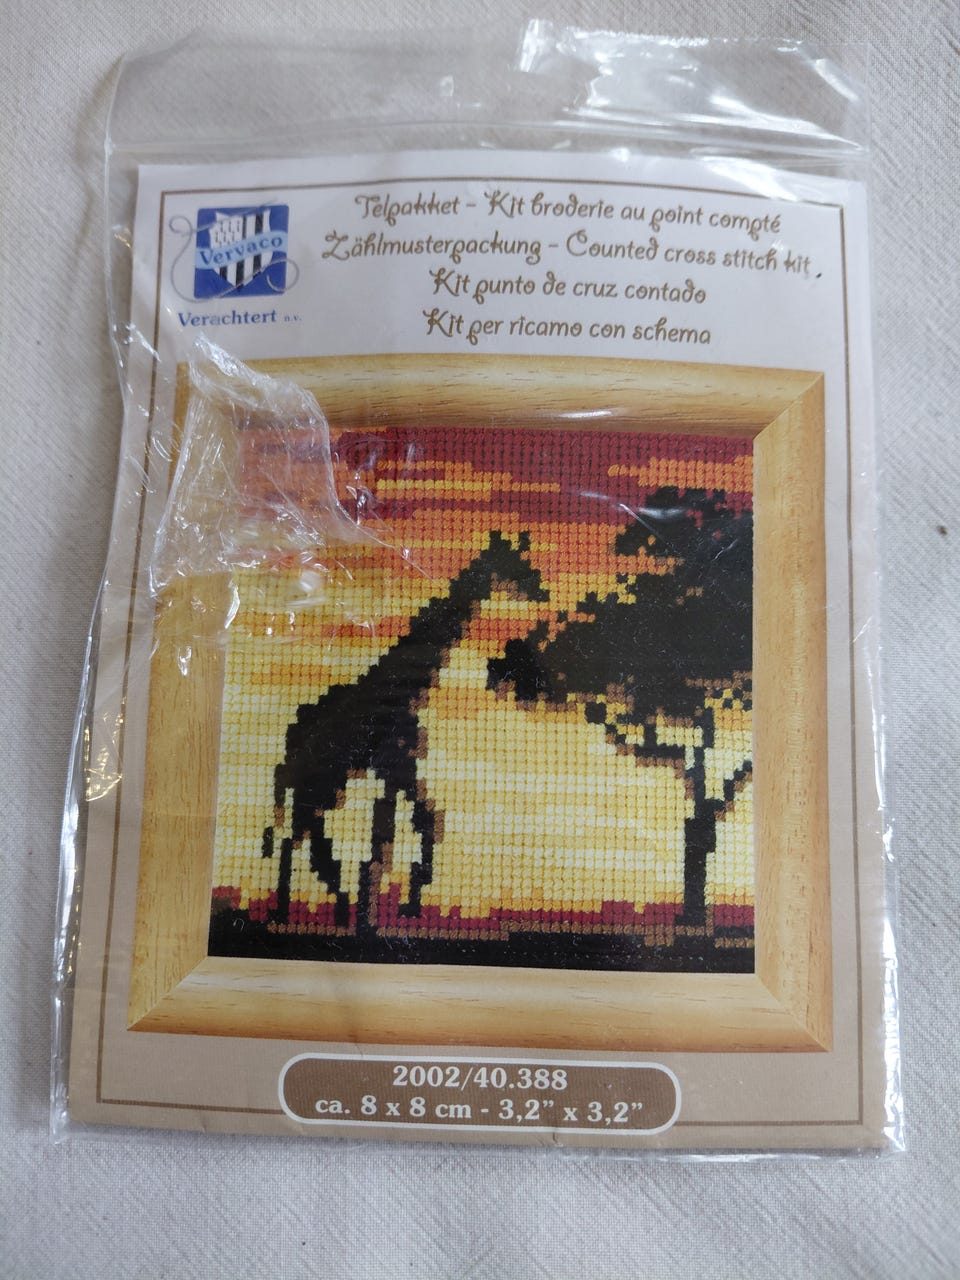 Vervaco
Verachtert n.v.
Telpakket - Kit broderie au point compté
Zählmusterpackung - Counted cross stitch kit
Kit punto de cruz contado
Kit per ricamo con schema
2002/40.388
ca. 8 x 8 cm - 3,2" x 3,2"